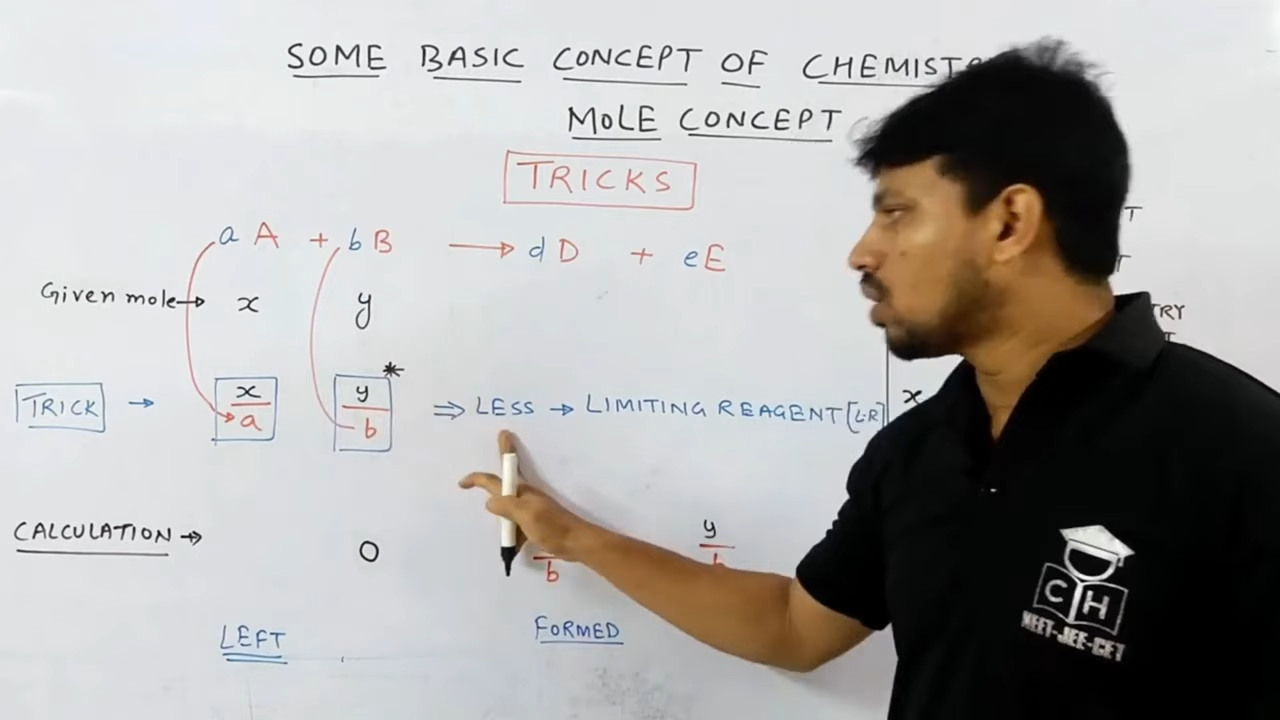 SOME BASIC CONCEPT OF
MOLE CONCEPT
TRICKS
a A + b B → d D + e E
Given mole → x y
TRICK → x/a y/b * ⇒ LESS → LIMITING REAGENT [L.R]
x
CALCULATION → 0 b y/b
LEFT FORMED
CH
NEET-JEE-CET